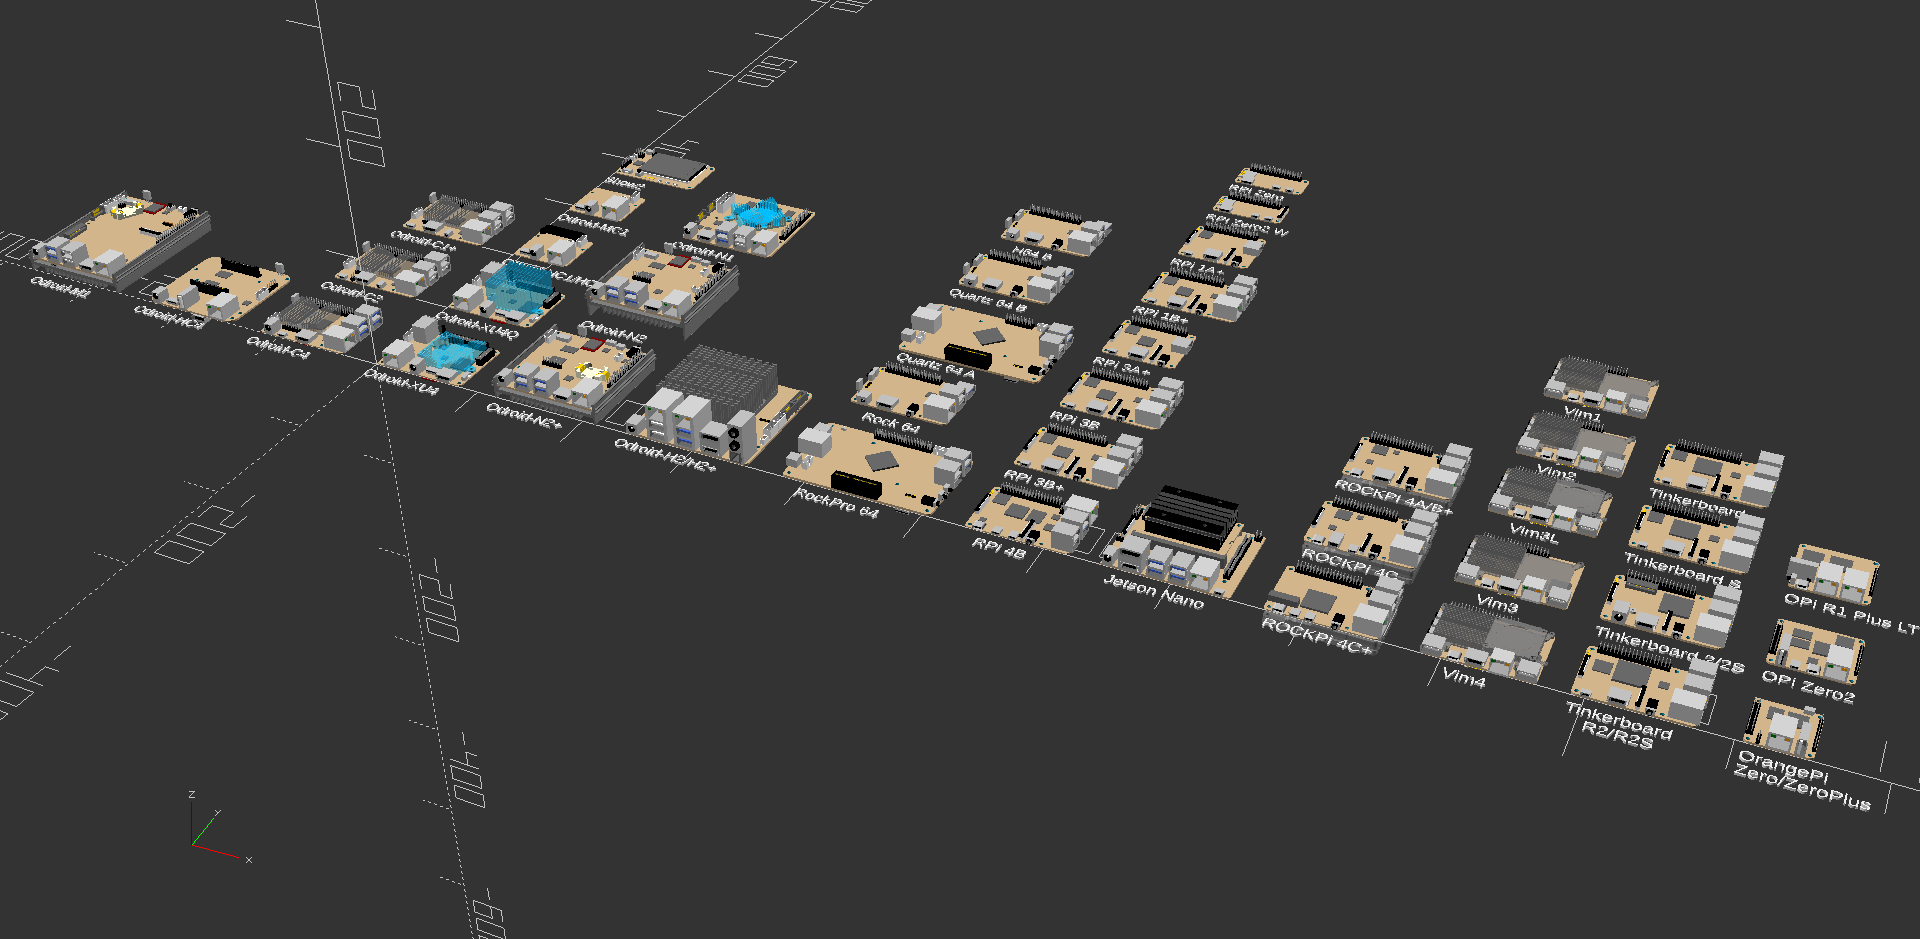 Show2
Odroid-MC1
Odroid-C1+
Odroid-N1
Odroid-C2
Odroid-M1
Odroid-HC4
Odroid-XU4Q
Odroid-N2
Odroid-C4
Odroid-XU4
Odroid-N2+
Odroid-H2/H2+
H64 B
Quartz 64 B
Quartz 64 A
Rock 64
RockPro 64
RPi Zero
RPi Zero2 W
RPi 1A+
RPi 1B+
RPi 3A+
RPi 3B
RPi 3B+
RPi 4B
Jetson Nano
ROCKPi 4A/B+
ROCKPi 4C
ROCKPi 4C+
Vim1
Vim2
Vim3L
Vim3
Vim4
Tinkerboard
Tinkerboard S
Tinkerboard 2/2S
Tinkerboard
R2/R2S
OPi R1 Plus LT
OPi Zero2
OrangePi
Zero/ZeroPlus
Z
Y
X